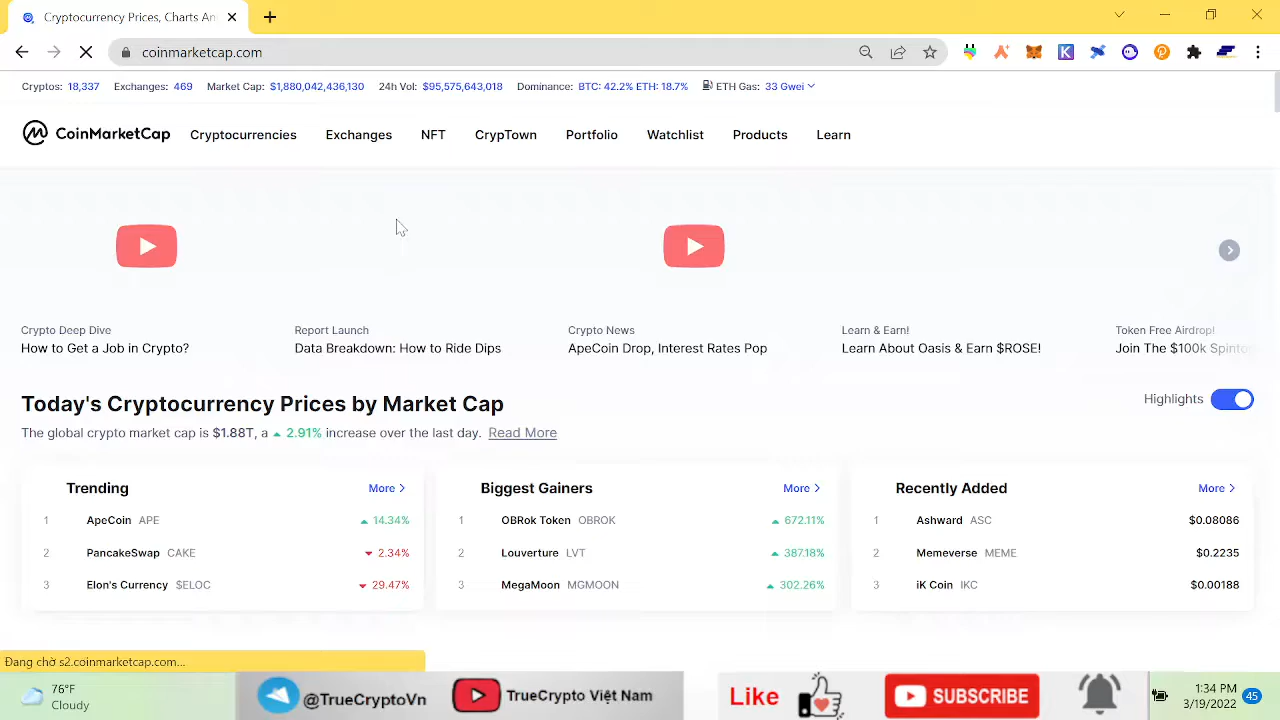 Cryptocurrency Prices, Charts An
coinmarketcap.com
Cryptos: 18,337 Exchanges: 469 Market Cap: $1,880,042,436,130 24h Vol: $95,575,643,018 Dominance: BTC: 42.2% ETH: 18.7% ETH Gas: 33 Gwei
CoinMarketCap Cryptocurrencies Exchanges NFT CrypTown Portfolio Watchlist Products Learn
Crypto Deep Dive
How to Get a Job in Crypto?
Report Launch
Data Breakdown: How to Ride Dips
Crypto News
ApeCoin Drop, Interest Rates Pop
Learn & Earn!
Learn About Oasis & Earn $ROSE!
Token Free Airdrop!
Join The $100k Spinto
Today's Cryptocurrency Prices by Market Cap
Highlights
The global crypto market cap is $1.88T, a 2.91% increase over the last day. Read More
Trending More
1 ApeCoin APE 14.34%
2 PancakeSwap CAKE 2.34%
3 Elon's Currency $ELOC 29.47%
Biggest Gainers More
1 OBRok Token OBROK 672.11%
2 Louverture LVT 387.18%
3 MegaMoon MGMOON 302.26%
Recently Added More
1 Ashward ASC $0.08086
2 Memeverse MEME $0.2235
3 iK Coin IKC $0.00188
Đang chờ s2.coinmarketcap.com...
76°F
Cloudy
@TrueCryptoVn
TrueCrypto Việt Nam
Like
SUBSCRIBE
1:34 PM
3/19/2022
45